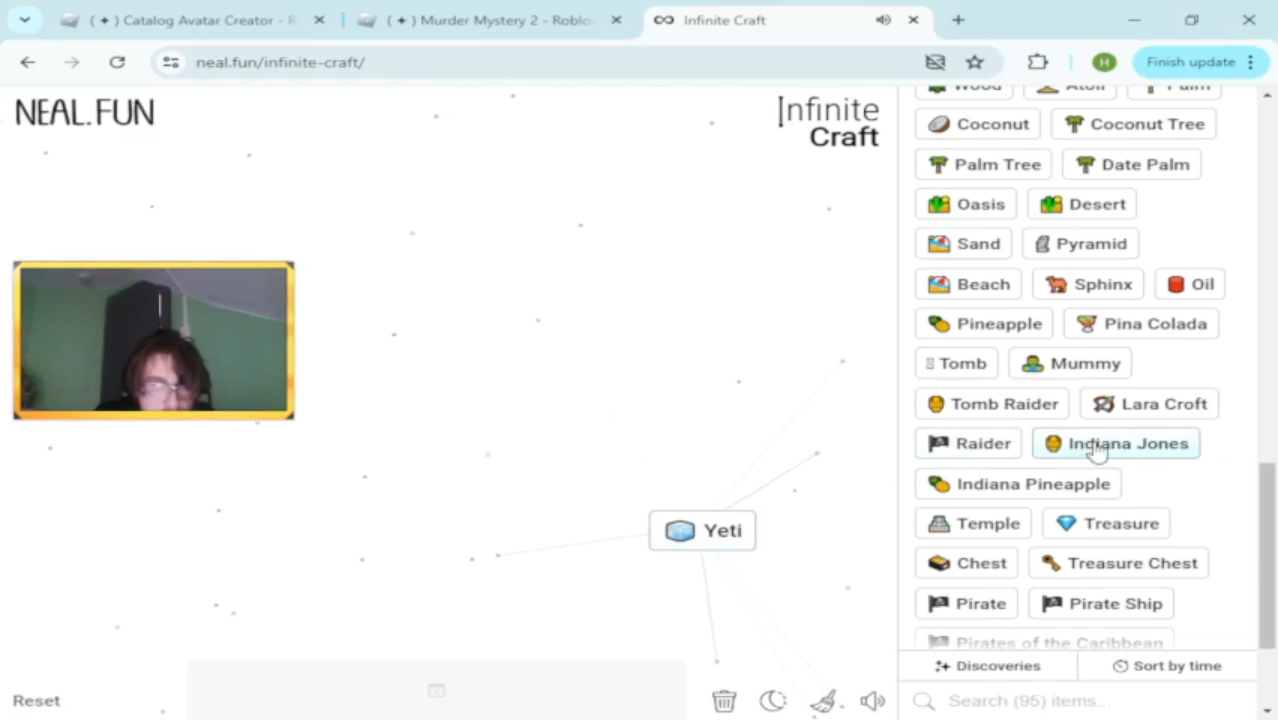 ( + ) Catalog Avatar Creator - R
( + ) Murder Mystery 2 - Roblo
Infinite Craft
neal.fun/infinite-craft/
H
Finish update
NEAL.FUN
Infinite
Craft
Wood Atoll Palm
Coconut Coconut Tree
Palm Tree Date Palm
Oasis Desert
Sand Pyramid
Beach Sphinx Oil
Pineapple Pina Colada
Tomb Mummy
Tomb Raider Lara Croft
Raider Indiana Jones
Indiana Pineapple
Yeti
Temple Treasure
Chest Treasure Chest
Pirate Pirate Ship
Pirates of the Caribbean
Discoveries Sort by time
Reset
Search (95) items...